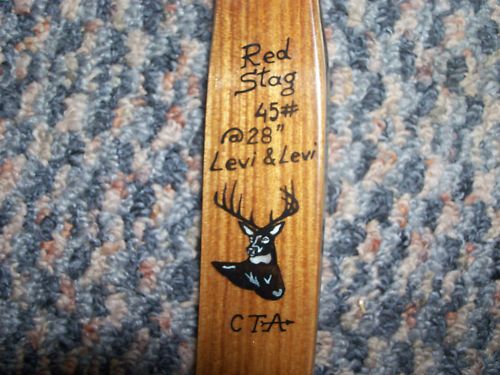 Red
Stag
45#
@28"
Levi & Levi
CTA